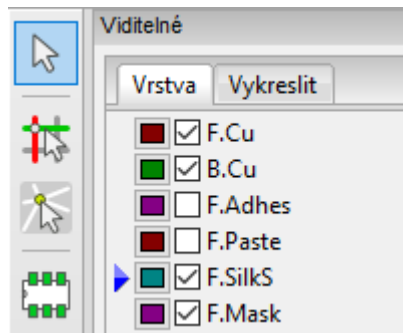 Viditelné
Vrstva Vykreslit
F.Cu
B.Cu
F.Adhes
F.Paste
F.SilkS
F.Mask